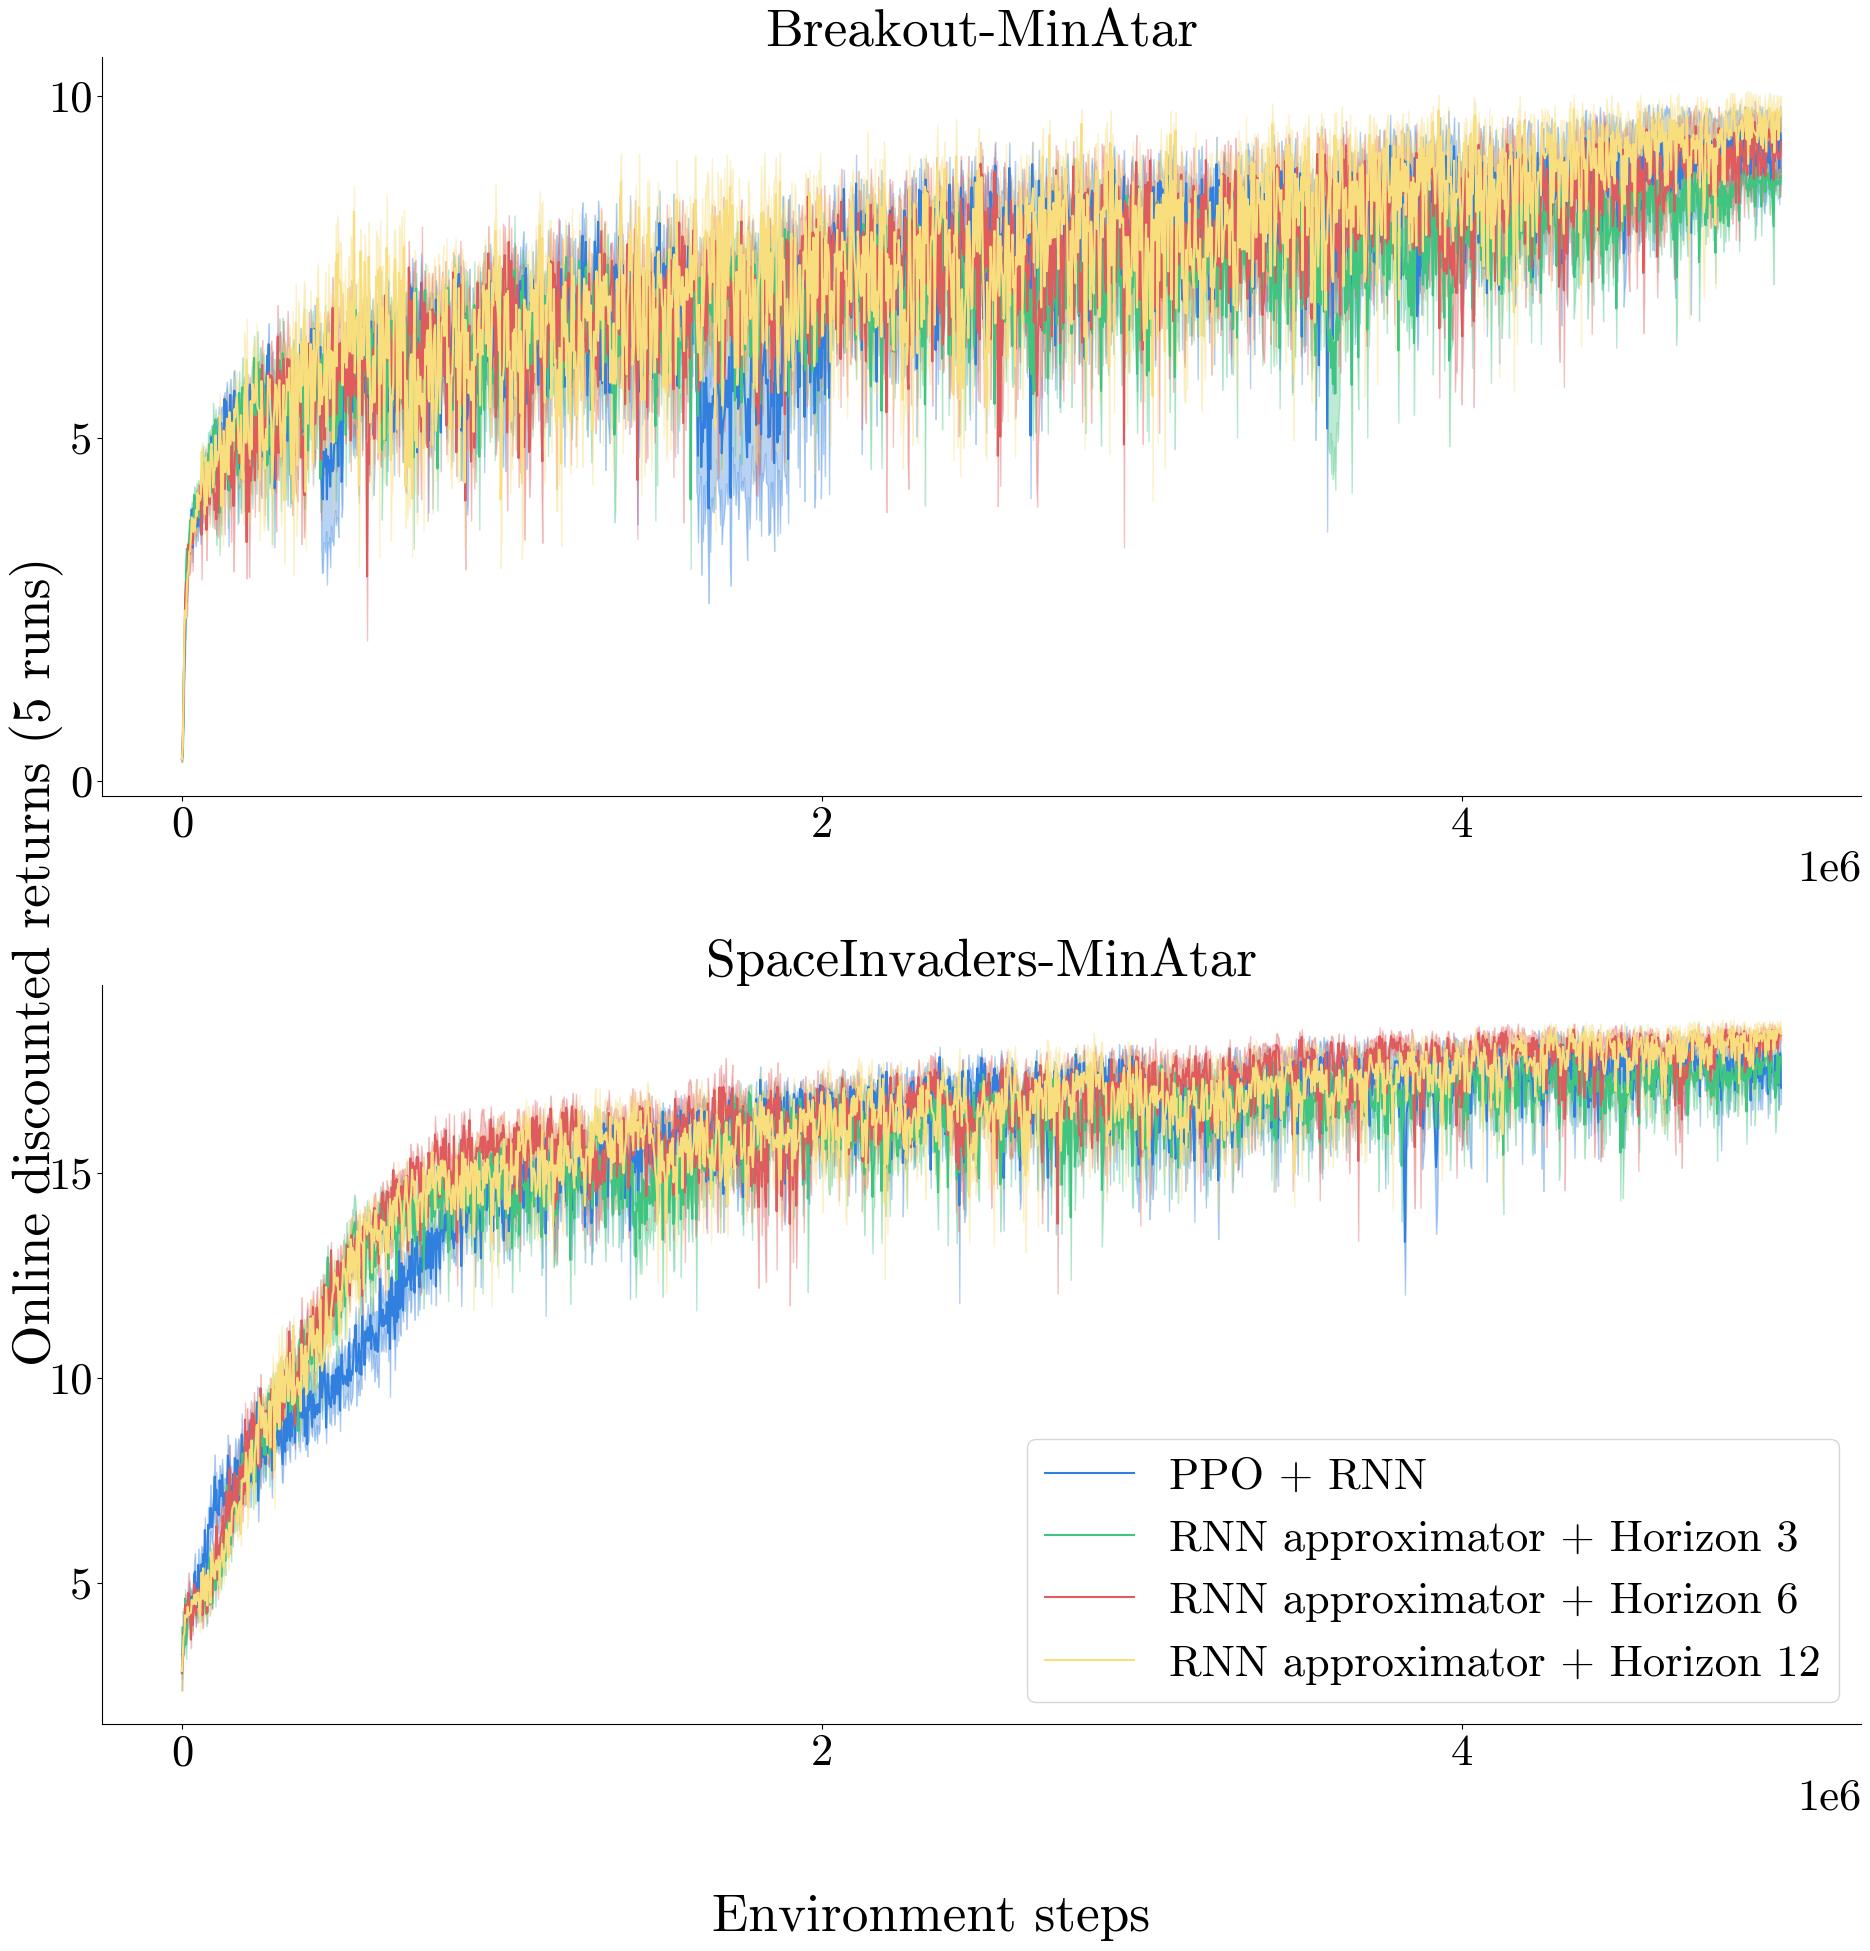 Breakout-MinAtar
10
5
0
0 2 4
1e6
Online discounted returns (5 runs)
SpaceInvaders-MinAtar
15
10
5
PPO + RNN
RNN approximator + Horizon 3
RNN approximator + Horizon 6
RNN approximator + Horizon 12
0 2 4
1e6
Environment steps